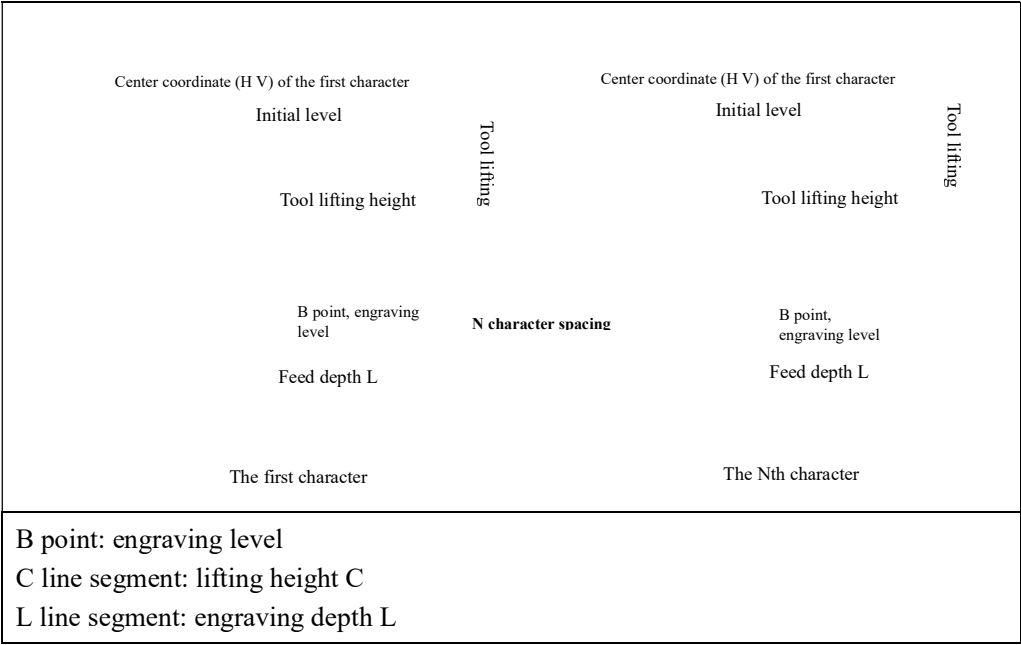 Center coordinate (H V) of the first character
Initial level
Tool lifting
Tool lifting height
B point, engraving
level
Feed depth L
The first character
N character spacing
Center coordinate (H V) of the first character
Initial level
Tool lifting
Tool lifting height
B point,
engraving level
Feed depth L
The Nth character
B point: engraving level
C line segment: lifting height C
L line segment: engraving depth L